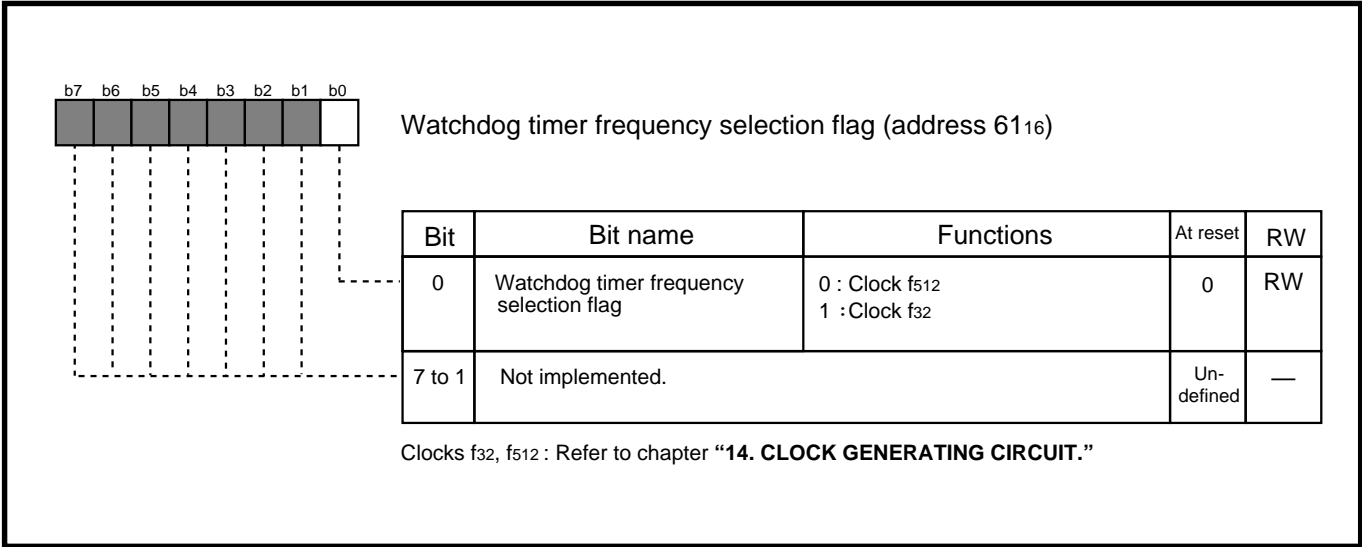 b7 b6 b5 b4 b3 b2 b1 b0
Watchdog timer frequency selection flag (address 6116)
Bit Bit name Functions At reset RW
0 Watchdog timer frequency selection flag 0 : Clock f512 0 RW
1 : Clock f32
7 to 1 Not implemented. Un-defined —
Clocks f32, f512 : Refer to chapter “14. CLOCK GENERATING CIRCUIT.”